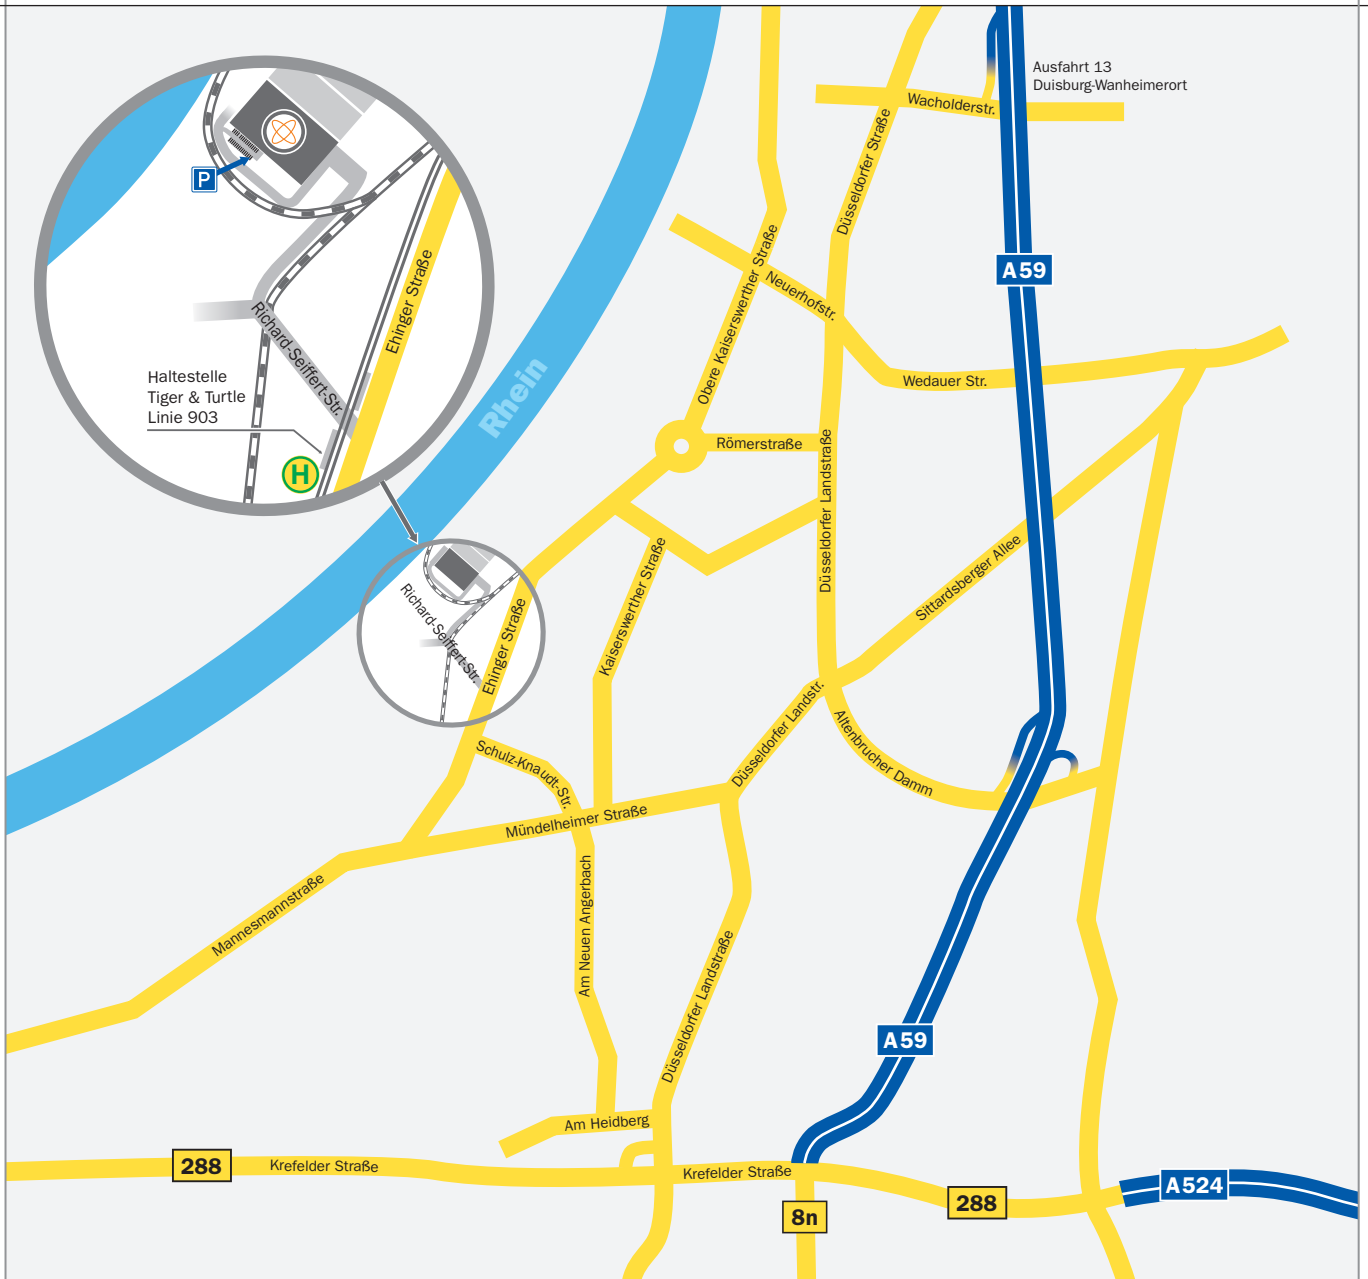 Ausfahrt 13
Duisburg-Wanheimerort
Wacholderstr.
Düsseldorfer Straße
P
A59
Obere Kaiserswerther Straße
Neuerhofstr.
Ehinger Straße
Richard-Seiffert-Str.
Haltestelle
Tiger & Turtle
Linie 903
H
Rhein
Wedauer Str.
Römerstraße
Düsseldorfer Landstraße
Sittardsberger Allee
Kaiserswerther Straße
Richard-Seiffert-Str.
Ehinger Straße
Schulz-Knaudt-Str.
Düsseldorfer Landstr.
Altenbrucher Damm
Mündelheimer Straße
Mannesmannstraße
Am Neuen Angerbach
Düsseldorfer Landstraße
A59
Am Heidberg
288
Krefelder Straße
Krefelder Straße
A524
288
8n